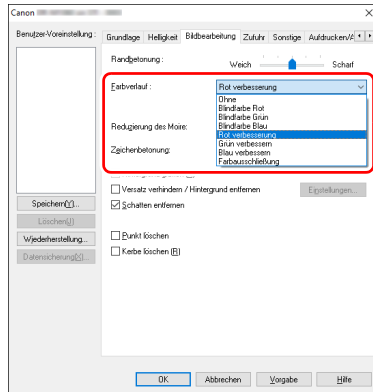 Canon
Benutzer-Voreinstellung :
Grundlage Helligkeit Bildbearbeitung Zufuhr Sonstige Aufdrucken/A
Randbetonung :
Weich Scharf
Farbverlauf : Rot verbesserung
Ohne
Blindfarbe Rot
Blindfarbe Grün
Blindfarbe Blau
Reduzierung des Moire: Rot verbesserung
Grün verbessern
Zeichenbetonung: Blau verbessern
Farbausschließung
Versatz verhindern / Hintergrund entfernen Einstellungen...
Schatten entfernen
Speichern(Y)...
Löschen(J)
Punkt löschen
Wiederherstellung...
Kerbe löschen (R)
Datensicherung(X)...
OK Abbrechen Vorgabe Hilfe